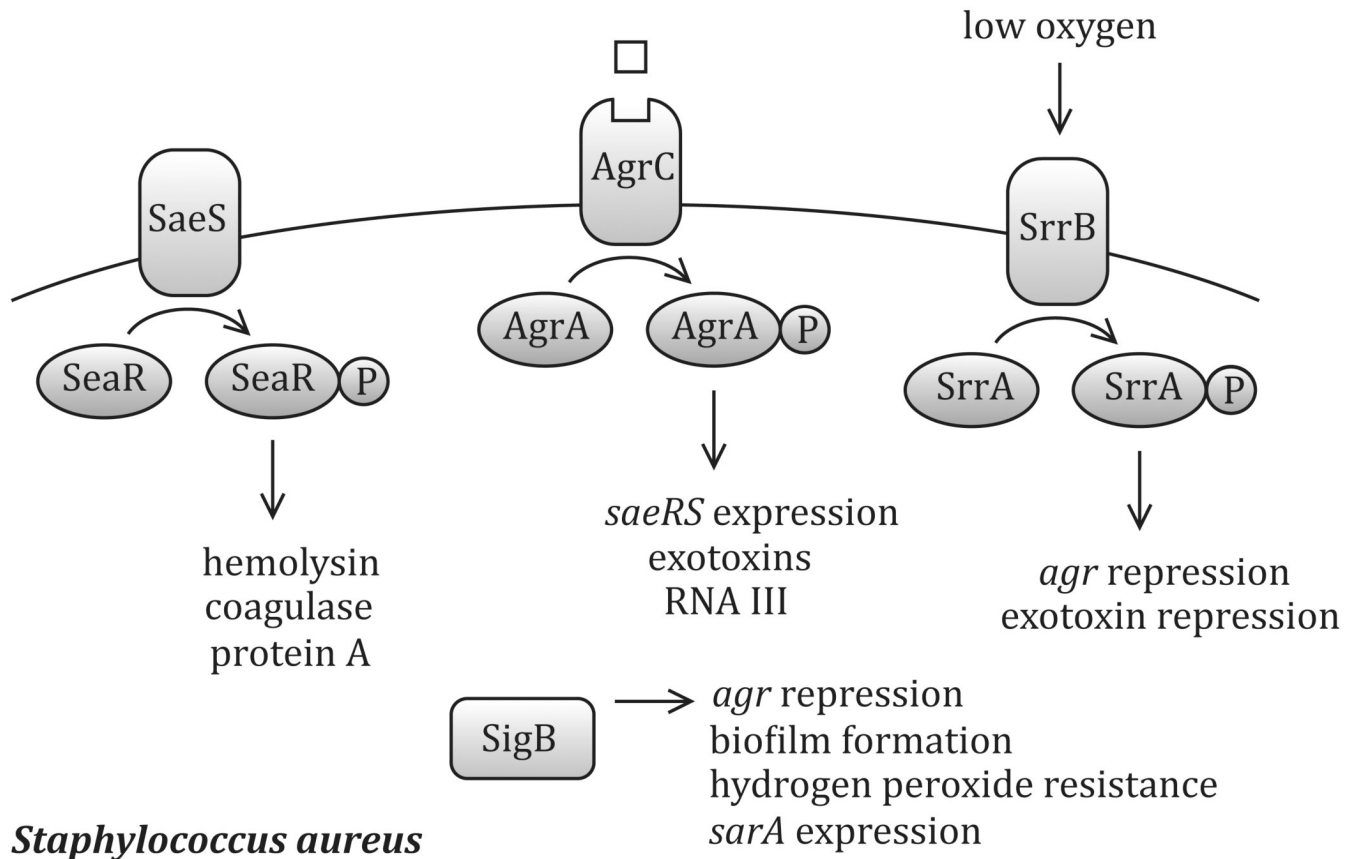 low oxygen
AgrC
SaeS
SrrB
AgrA
AgrA
P
SeaR
SeaR
P
SrrA
SrrA
P
saeRS expression
exotoxins
RNA III
hemolysin
coagulase
protein A
agr repression
exotoxin repression
SigB
agr repression
biofilm formation
hydrogen peroxide resistance
sarA expression
Staphylococcus aureus